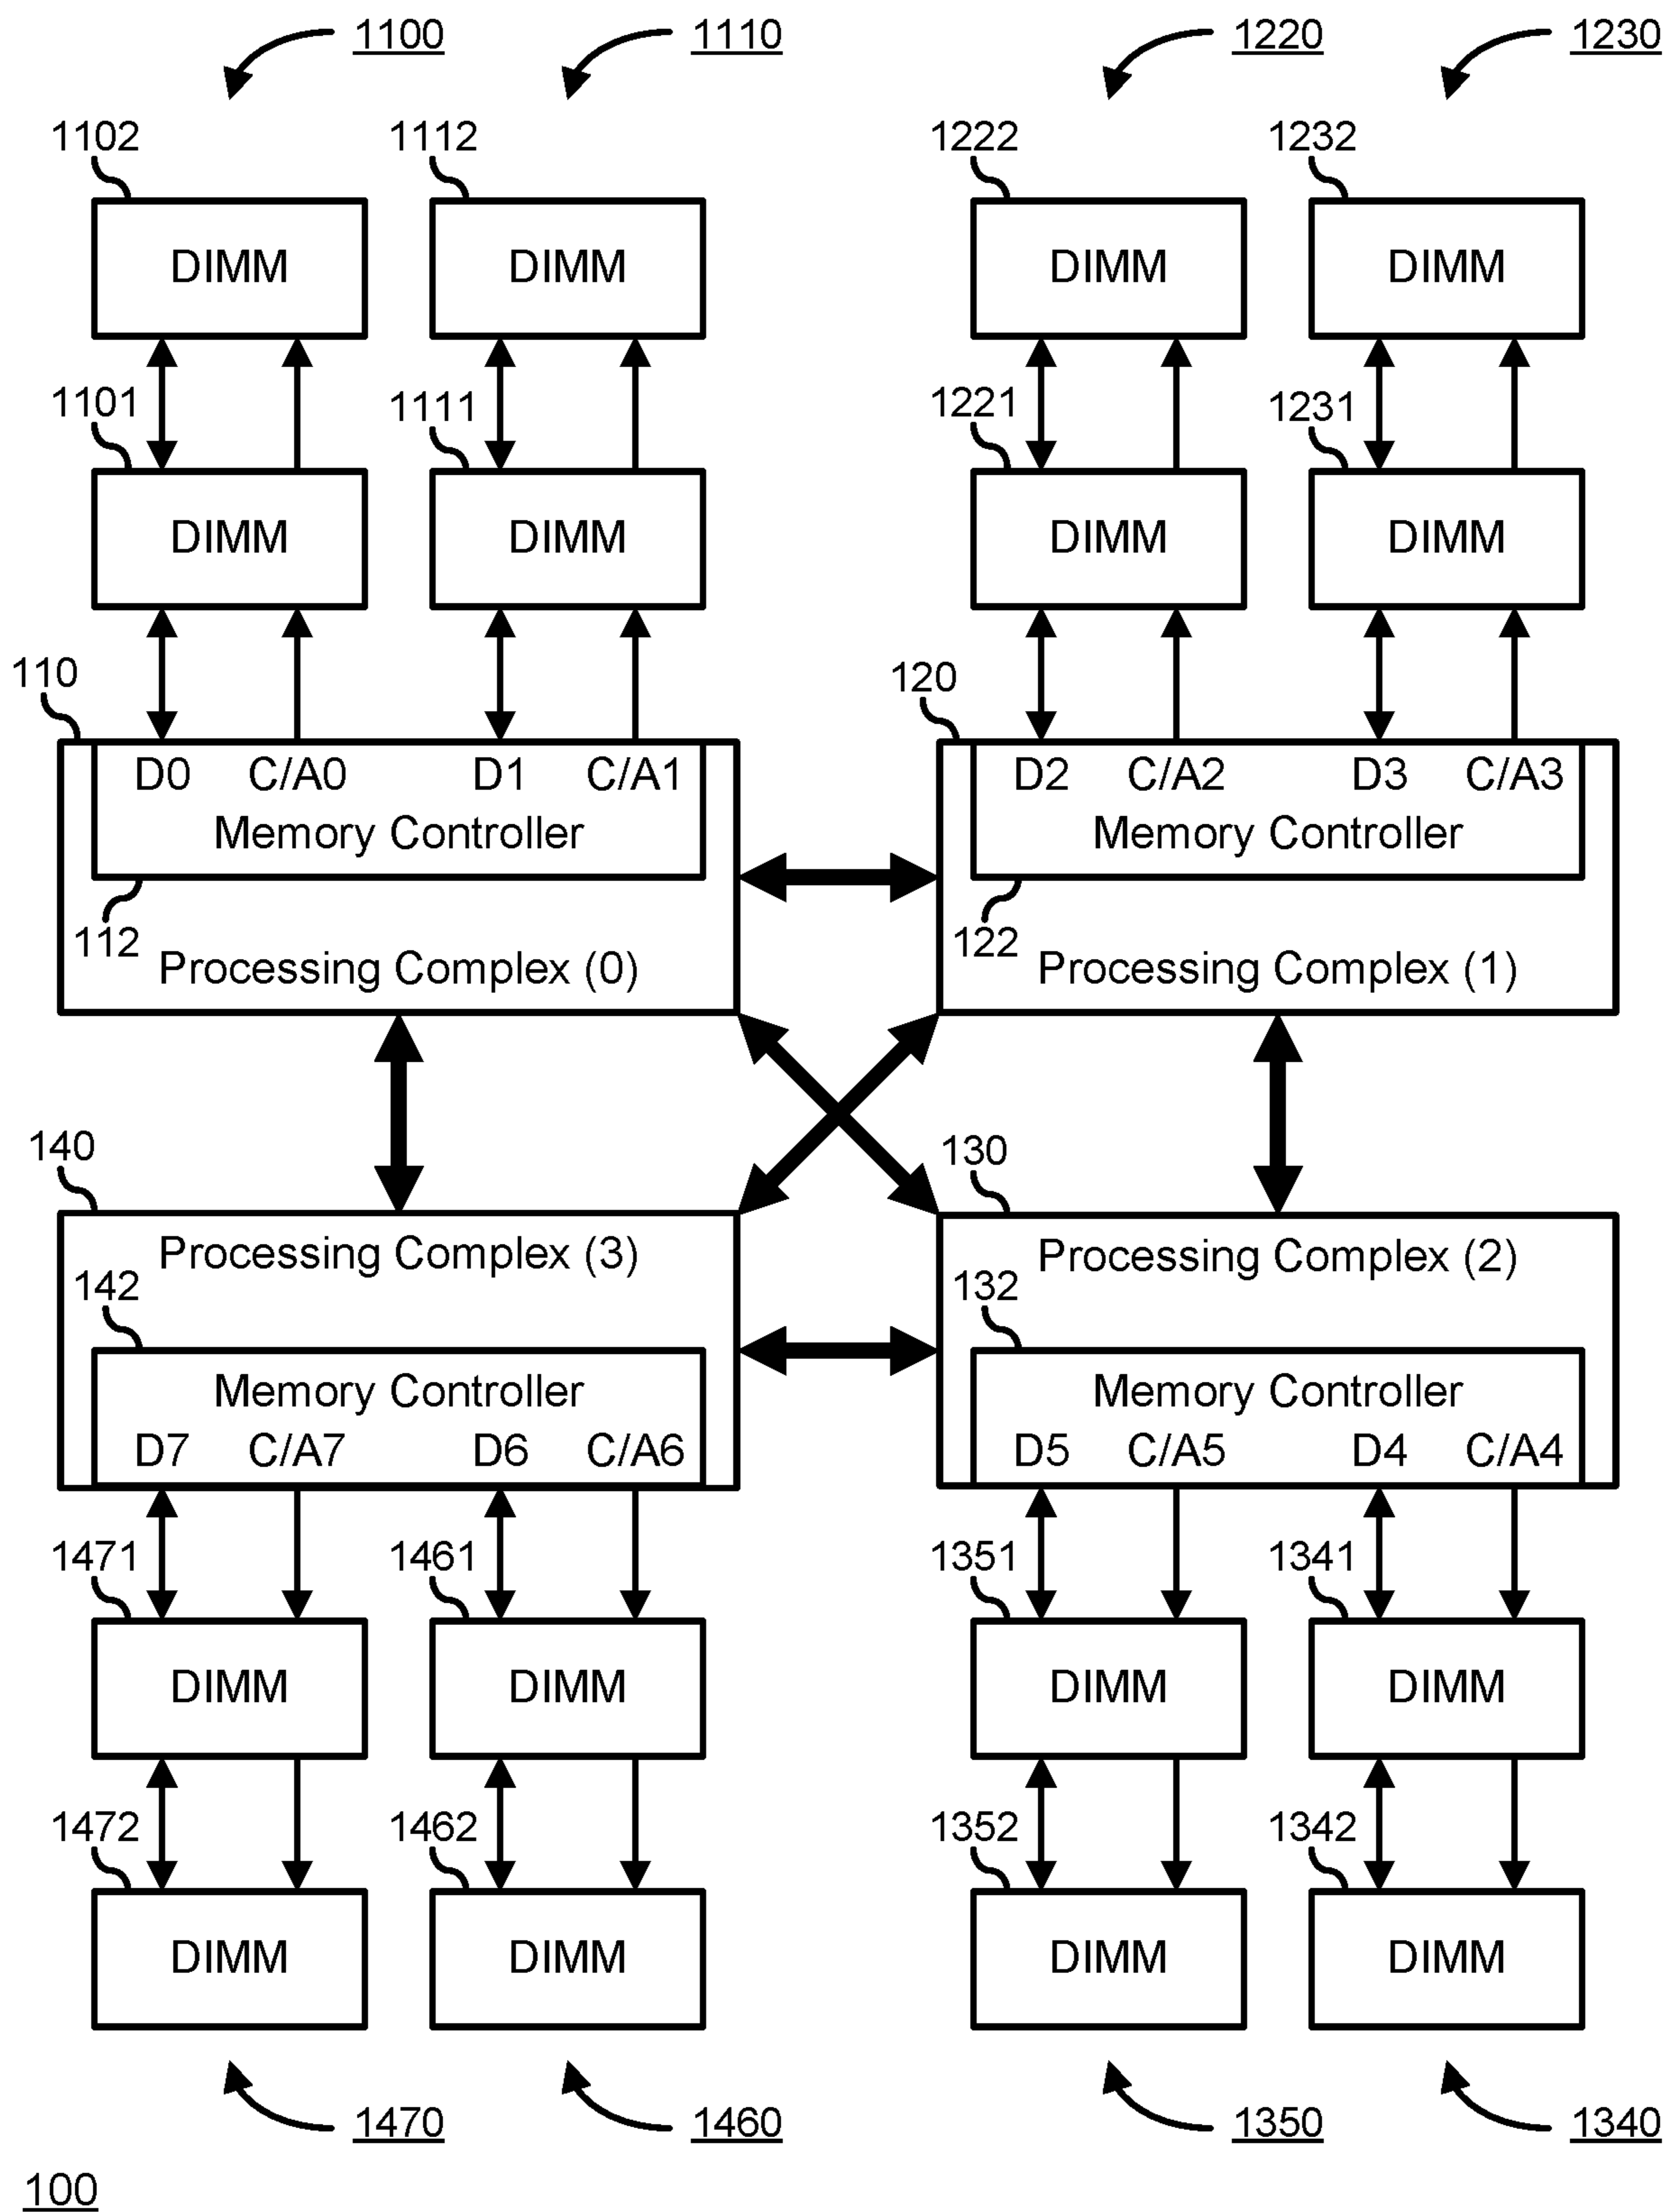 1100 1110 1220 1230
1102 1112 1222 1232
DIMM DIMM DIMM DIMM
1101 1111 1221 1231
DIMM DIMM DIMM DIMM
110 120
D0 C/A0 D1 C/A1 D2 C/A2 D3 C/A3
Memory Controller Memory Controller
112 122
Processing Complex (0) Processing Complex (1)
140 130
Processing Complex (3) Processing Complex (2)
142 132
Memory Controller Memory Controller
D7 C/A7 D6 C/A6 D5 C/A5 D4 C/A4
1471 1461 1351 1341
DIMM DIMM DIMM DIMM
1472 1462 1352 1342
DIMM DIMM DIMM DIMM
1470 1460 1350 1340
100